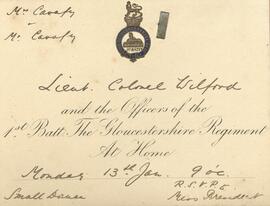 Mrs Cavafy
Mr Cavafy
Lieut. Colonel Wilford
and the Officers of the
1st Batt. The Gloucestershire Regiment
At Home
Monday 13th Jan. 9 o'c.
R.S.V.P.
Small Dance Mess President